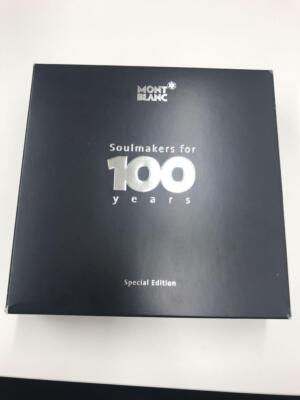 MONT
BLANC
Soulmakers for
100
years
Special Edition